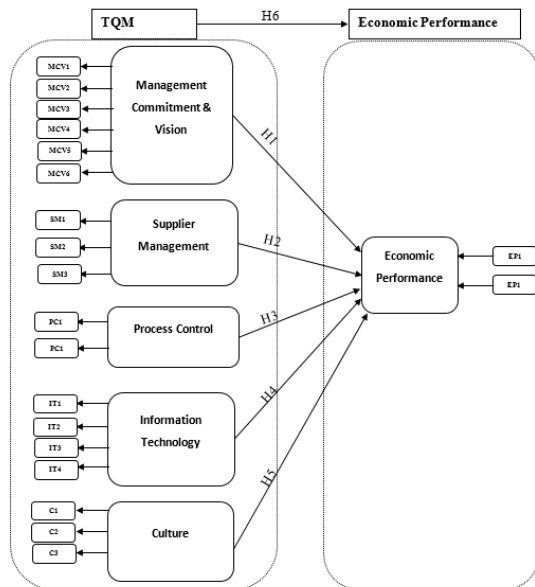 TQM
H6
Economic Performance
MCV1
MCV2
MCV3
MCV4
MCV5
MCV6
Management
Commitment &
Vision
H1
SM1
SM2
SM3
Supplier
Management
H2
Economic
Performance
EP1
EP1
PC1
PC1
Process Control
H3
IT1
IT2
IT3
IT4
Information
Technology
H4
C1
C2
C3
Culture
H5